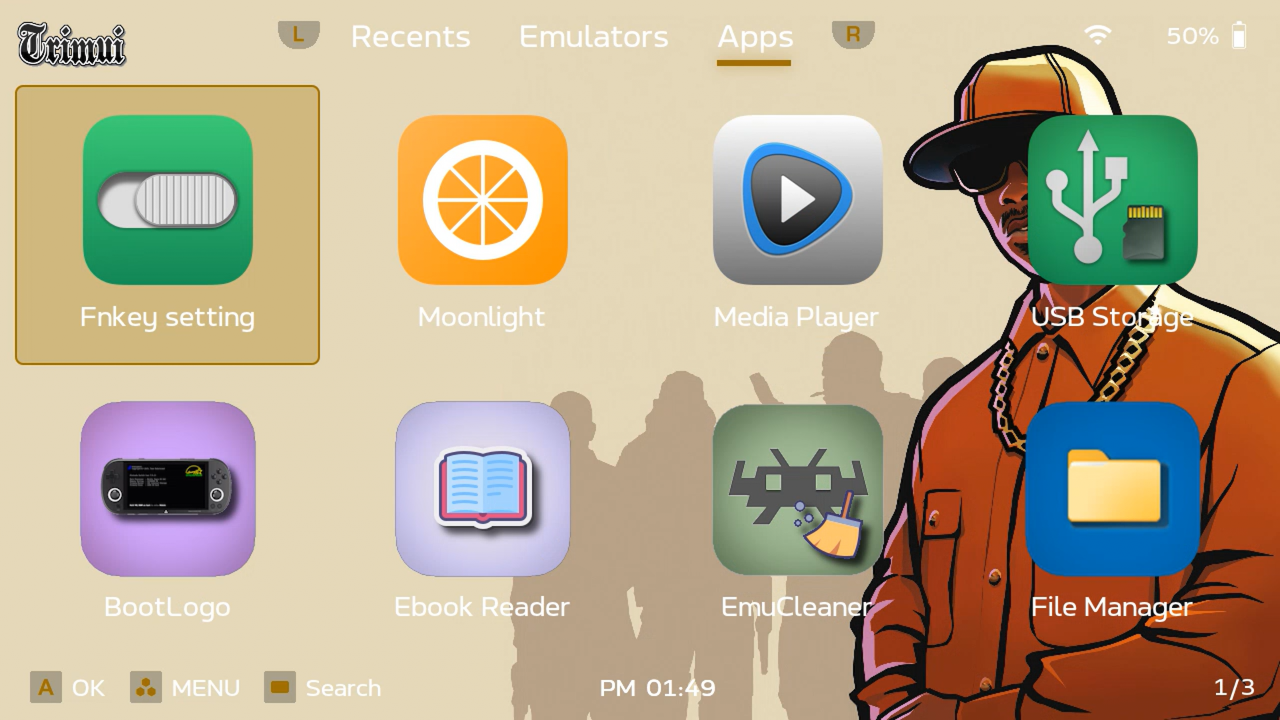 Trimui
L
Recents
Emulators
Apps
R
50%
Fnkey setting
Moonlight
Media Player
USB Storage
BootLogo
Ebook Reader
EmuCleaner
File Manager
A
OK
MENU
Search
PM 01:49
1/3